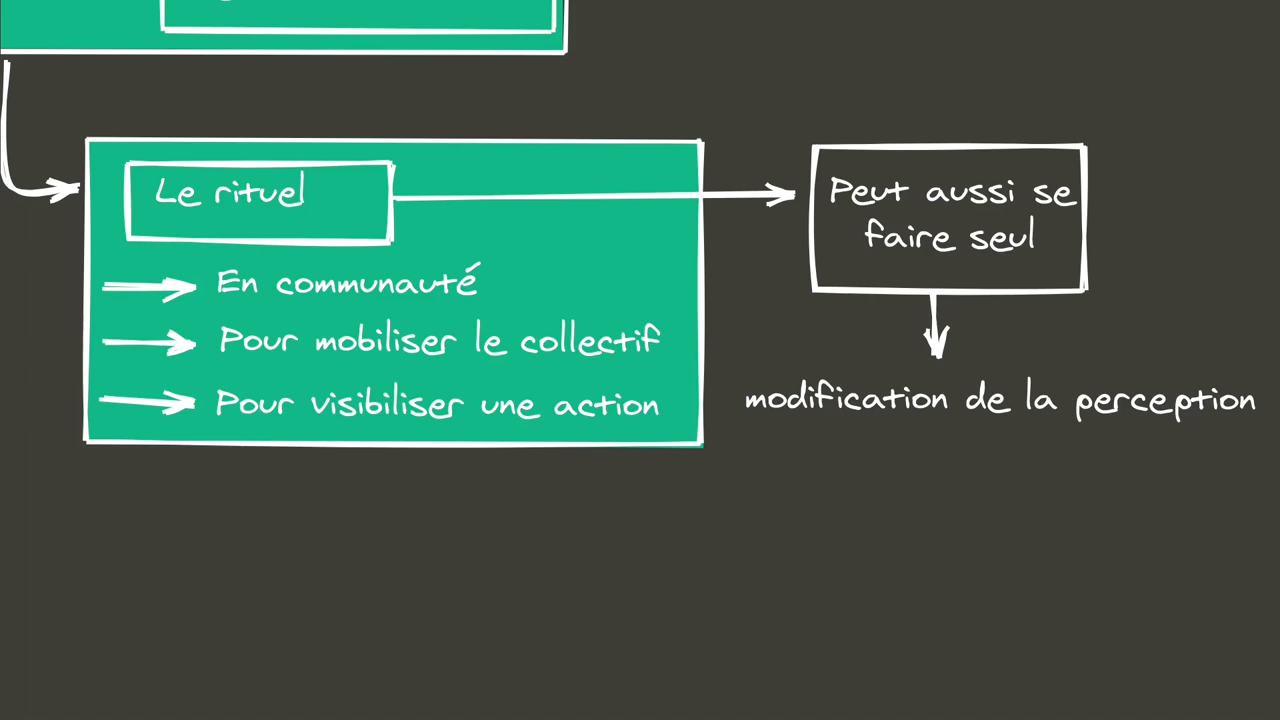 Le rituel
Peut aussi se
faire seul
En communauté
Pour mobiliser le collectif
Pour visibiliser une action
modification de la perception